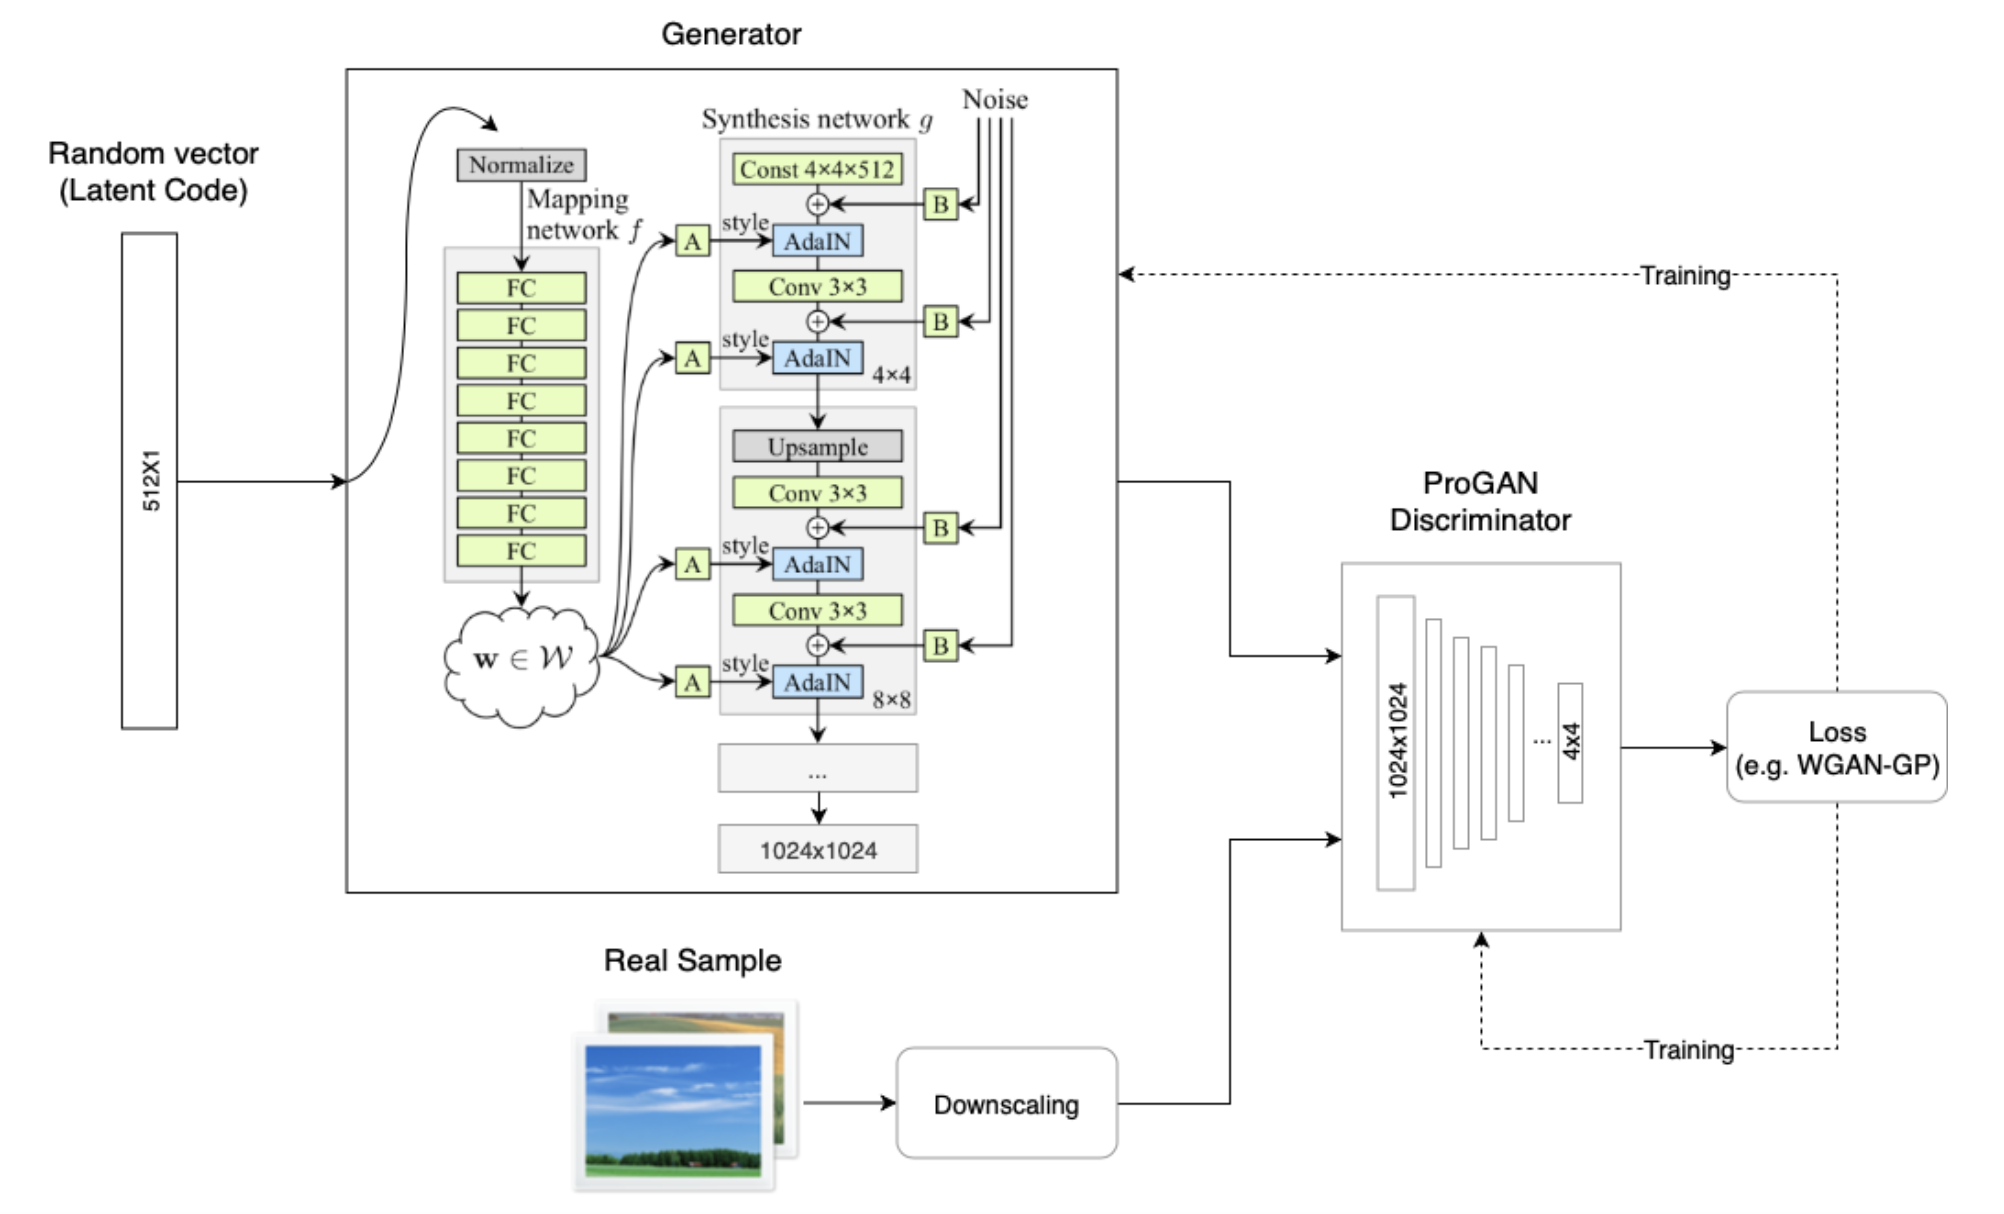 Generator
Random vector
(Latent Code)
512X1
Normalize
Mapping
network f
FC
FC
FC
FC
FC
FC
FC
FC
w ∈ W
Synthesis network g
Noise
Const 4×4×512
B
style
A
AdaIN
Conv 3×3
B
style
A
AdaIN
4×4
Upsample
Conv 3×3
B
style
A
AdaIN
Conv 3×3
B
style
A
AdaIN
8×8
...
1024x1024
Training
ProGAN
Discriminator
1024x1024
...
4x4
Loss
(e.g. WGAN-GP)
Training
Real Sample
Downscaling